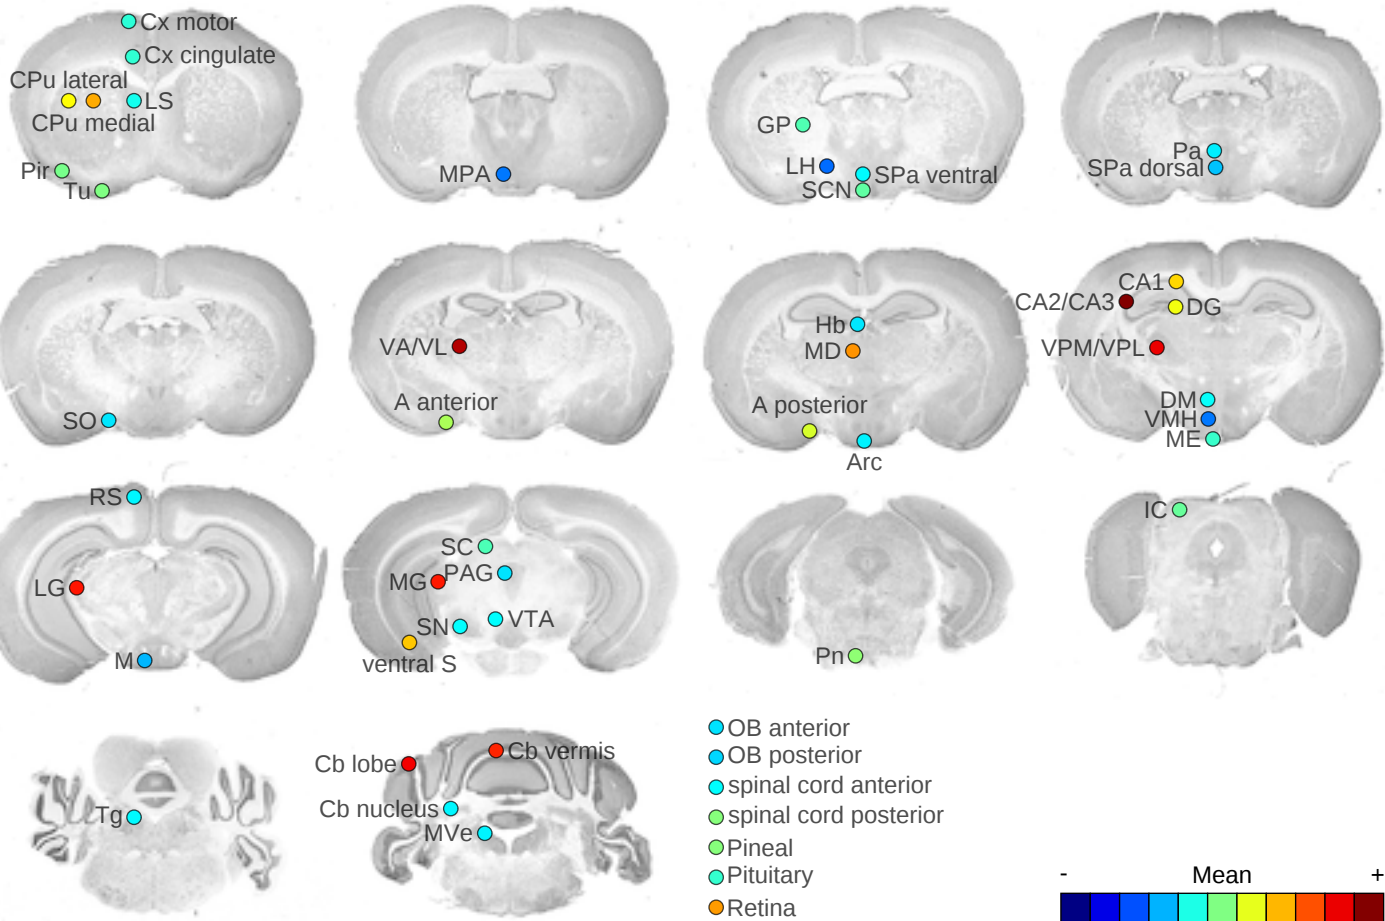 Cx motor
Cx cingulate
CPu lateral
LS
CPu medial
Pir
Tu
MPA
GP
LH
SPa ventral
SCN
Pa
SPa dorsal
SO
VA/VL
A anterior
Hb
MD
A posterior
Arc
CA1
CA2/CA3
DG
VPM/VPL
DM
VMH
ME
RS
LG
M
SC
MG
PAG
SN
VTA
ventral S
Pn
IC
Tg
Cb lobe
Cb vermis
Cb nucleus
MVe
OB anterior
OB posterior
spinal cord anterior
spinal cord posterior
Pineal
Pituitary
Retina
- Mean +